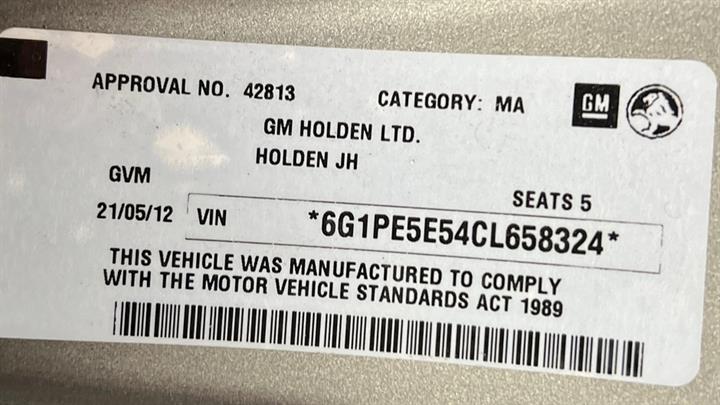 APPROVAL NO. 42813 CATEGORY: MA GM
GM HOLDEN LTD.
HOLDEN JH
GVM SEATS 5
21/05/12 VIN *6G1PE5E54CL658324*
THIS VEHICLE WAS MANUFACTURED TO COMPLY
WITH THE MOTOR VEHICLE STANDARDS ACT 1989